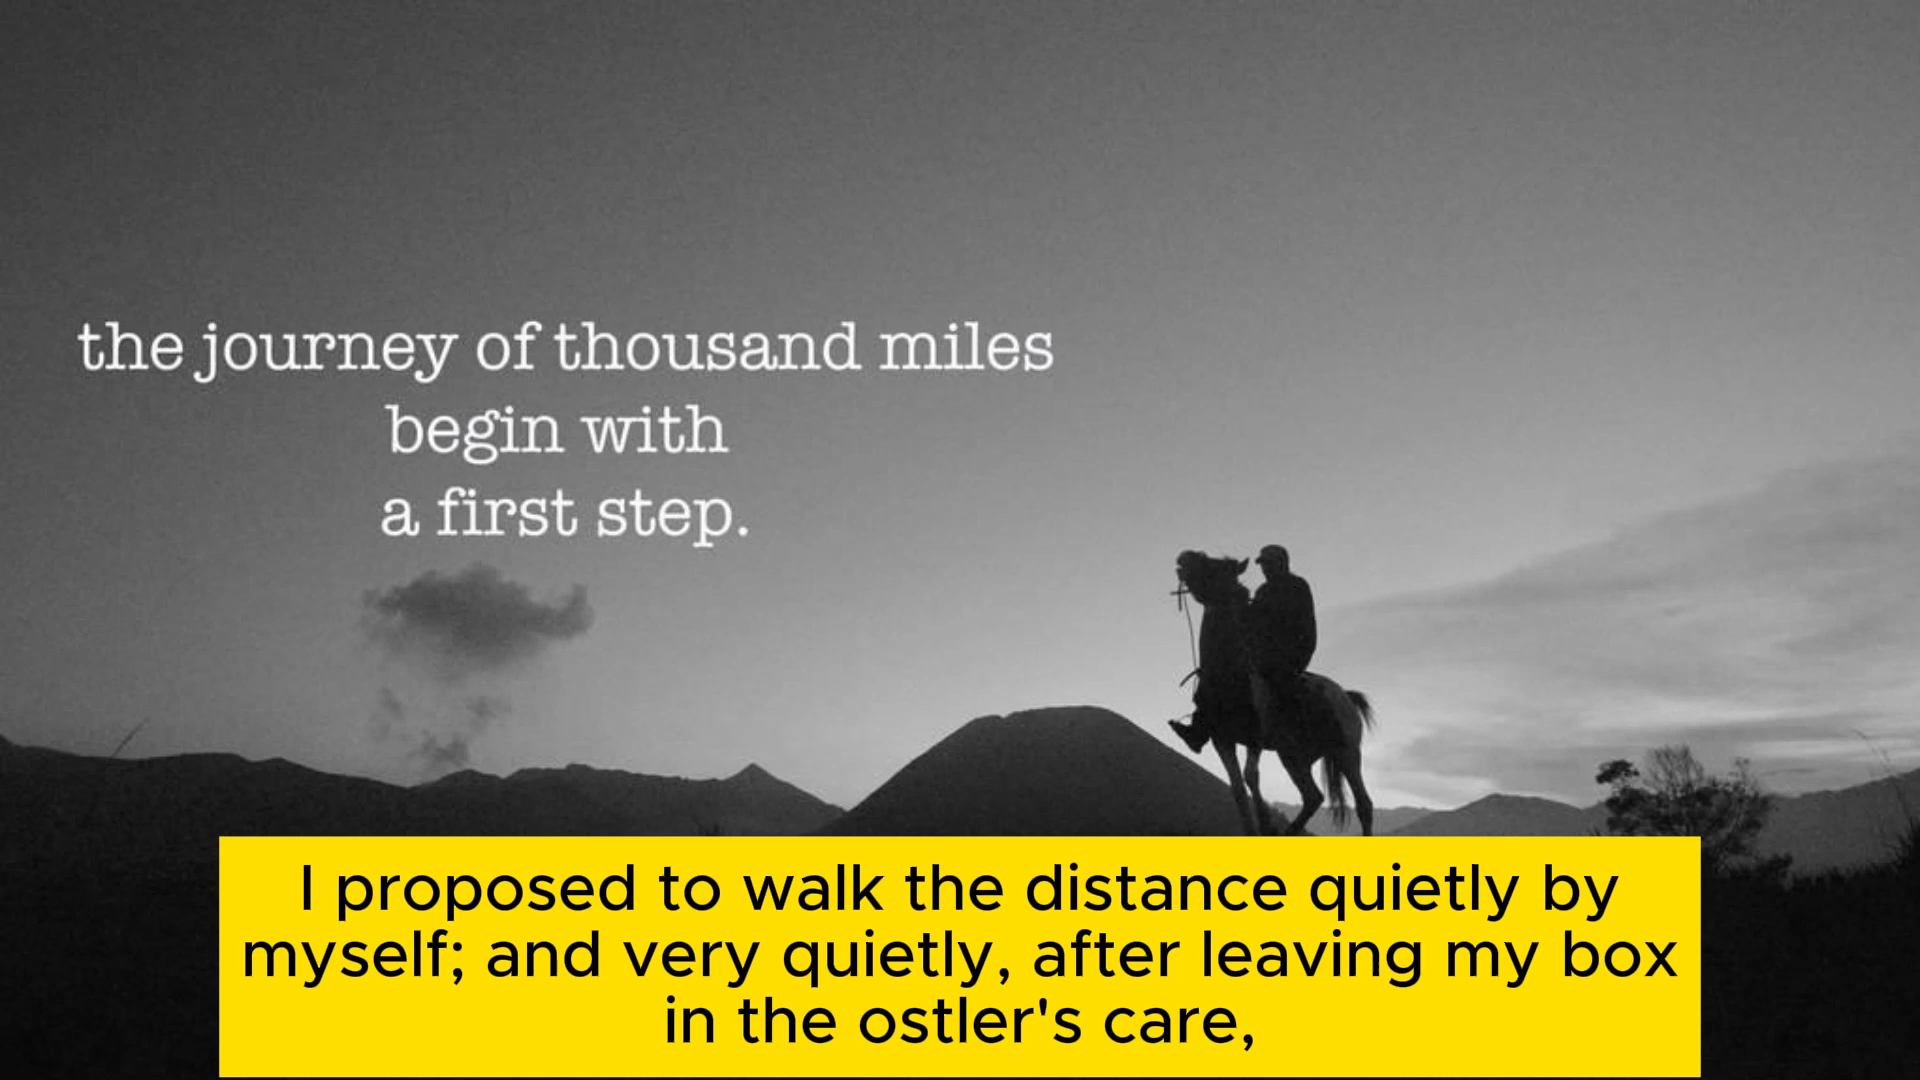 the journey of thousand miles
begin with
a first step.
I proposed to walk the distance quietly by
myself; and very quietly, after leaving my box
in the ostler's care,